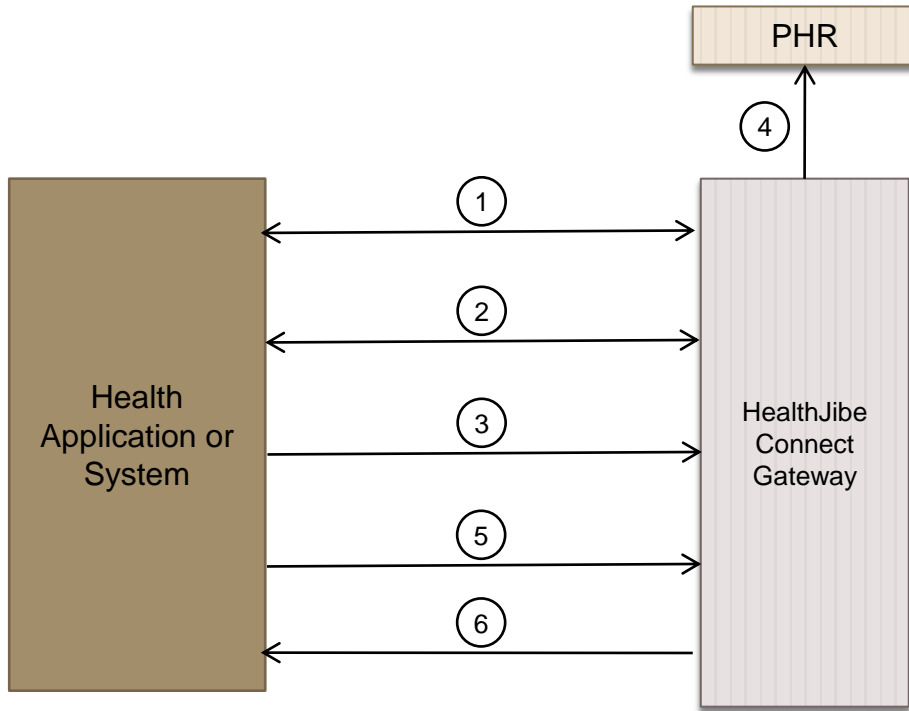 PHR
4
1
2
Health
Application or
System
3
HealthJibe
Connect
Gateway
5
6